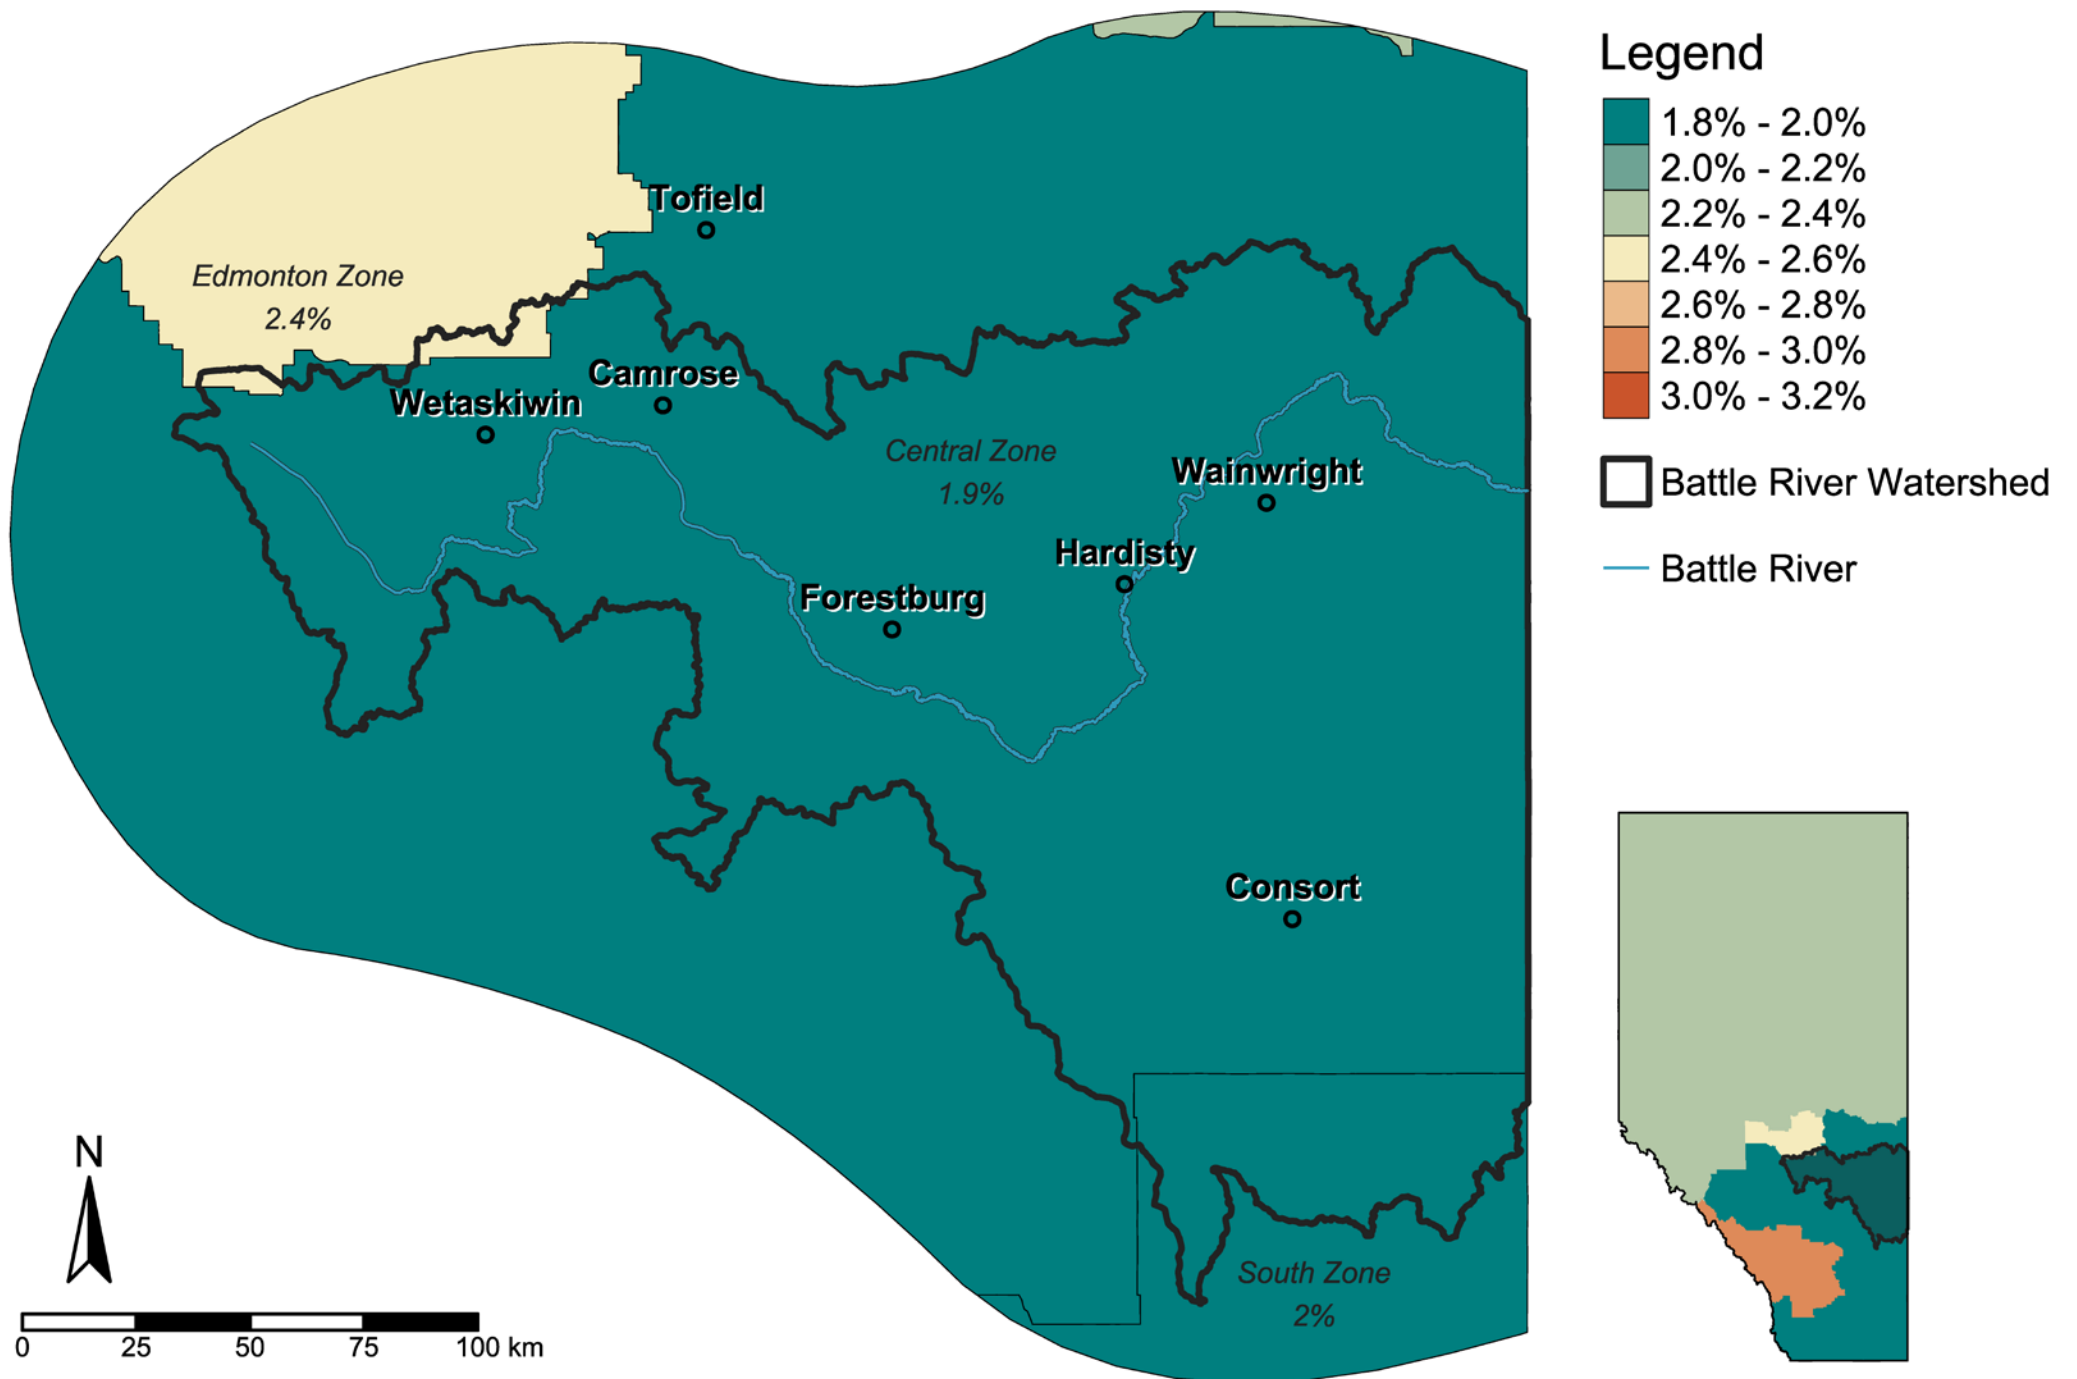 Legend
1.8% - 2.0%
2.0% - 2.2%
2.2% - 2.4%
2.4% - 2.6%
2.6% - 2.8%
2.8% - 3.0%
3.0% - 3.2%
Battle River Watershed
Battle River
Tofield
Edmonton Zone
2.4%
Camrose
Wetaskiwin
Central Zone
1.9%
Wainwright
Hardisty
Forestburg
Consort
South Zone
2%
N
0 25 50 75 100 km